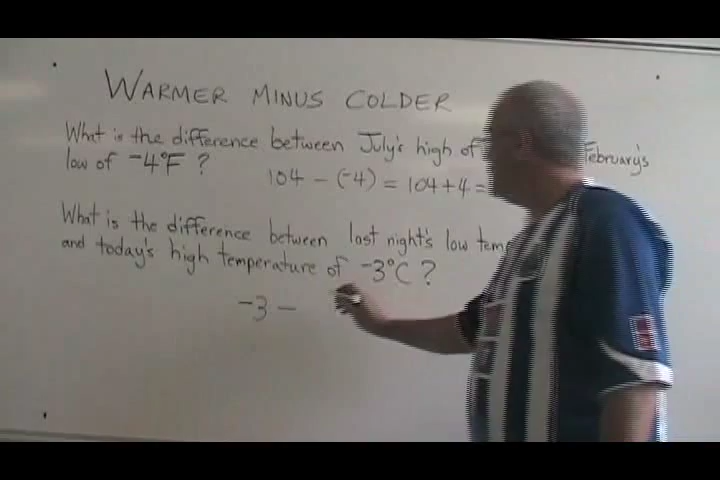 WARMER MINUS COLDER
What is the difference between July's high of February's
low of ⁻4°F ?
104 – (⁻4) = 104 + 4 =
What is the difference between last night's low
and today's high temperature of ⁻3°C ?
⁻3 –